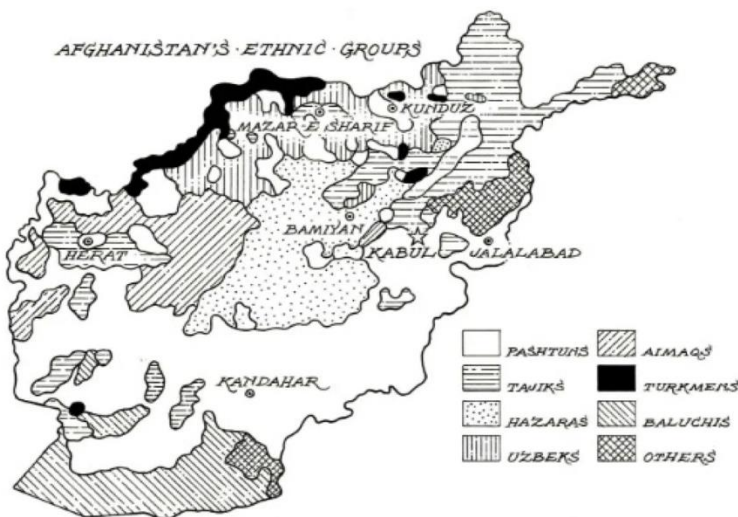 AFGHANISTAN'S · ETHNIC · GROUPS
KUNDUZ
MAZAR-E-SHARIF
BAMIYAN
HERAT
KABUL
JALALABAD
KANDAHAR
PASHTUNS
AIMAQS
TAJIKS
TURKMENS
HAZARAS
BALUCHIS
UZBEKS
OTHERS